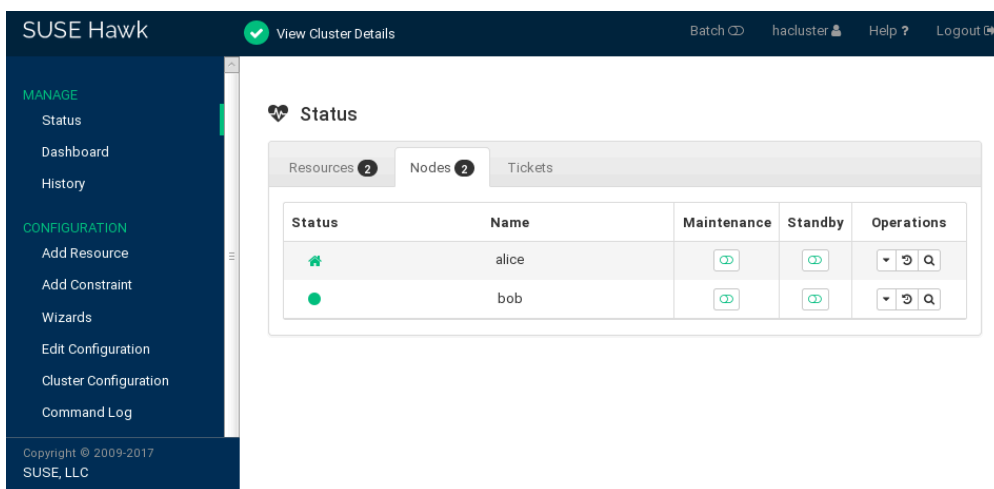 SUSE Hawk
View Cluster Details
Batch
hacluster
Help ?
Logout
MANAGE
Status
Dashboard
History
CONFIGURATION
Add Resource
Add Constraint
Wizards
Edit Configuration
Cluster Configuration
Command Log
Copyright © 2009-2017
SUSE, LLC
Status
Resources 2 Nodes 2 Tickets
Status Name Maintenance Standby Operations
alice
bob